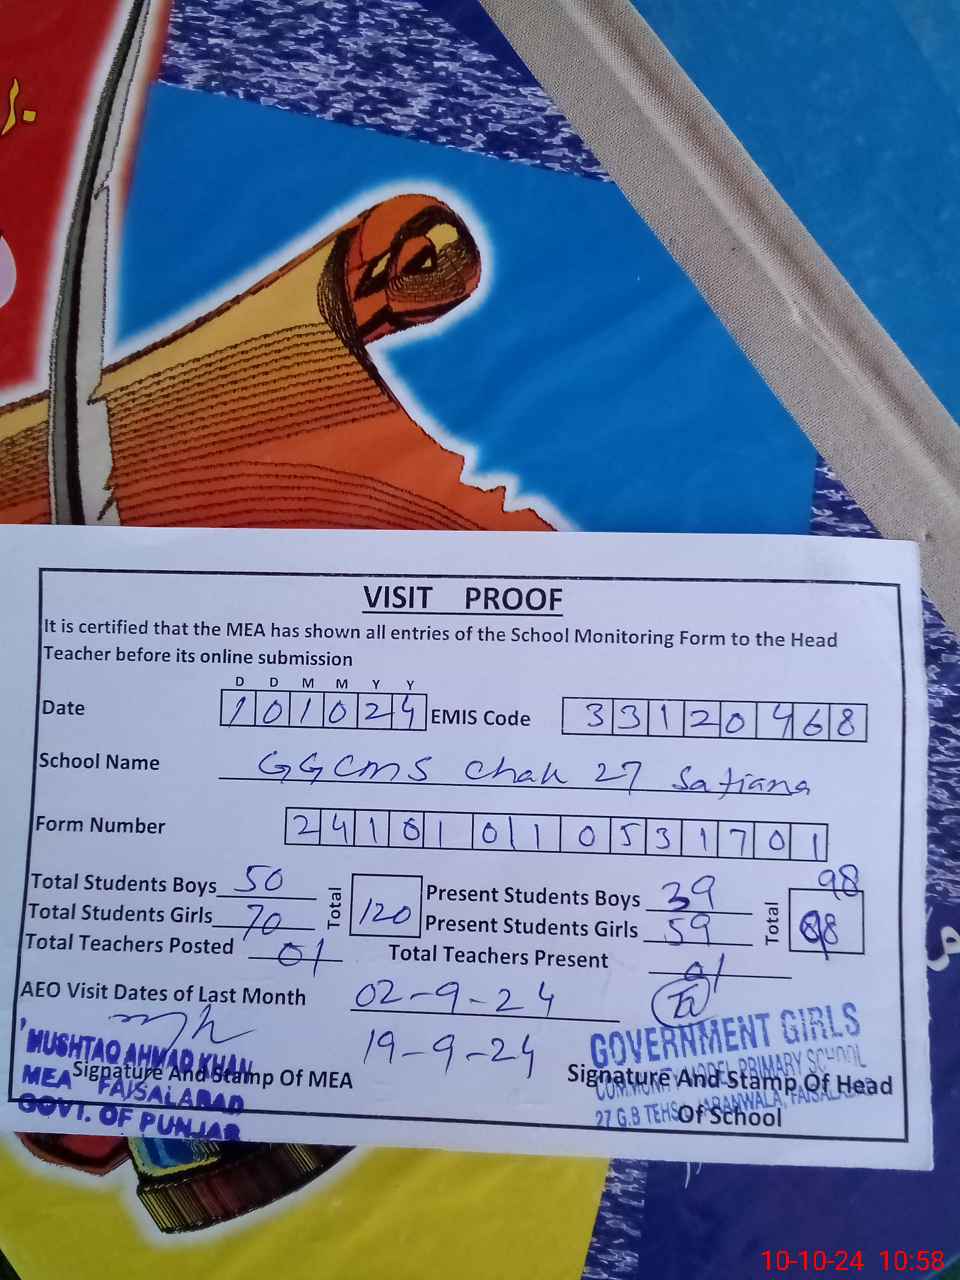 VISIT PROOF
It is certified that the MEA has shown all entries of the School Monitoring Form to the Head
Teacher before its online submission
D D M M Y Y
Date 1 0 1 0 2 4 EMIS Code 3 3 1 2 0 4 6 8
School Name GGCMS Chak 27 Satiana
Form Number 2 4 1 0 1 0 1 0 5 3 1 7 0 1
Total Students Boys 50 Total 120 Present Students Boys 39 Total 98
Total Students Girls 70 Present Students Girls 59 98
Total Teachers Posted 01 Total Teachers Present 01
AEO Visit Dates of Last Month 02-9-24
19-9-24
MUSHTAQ AHMAD KHAN
MEA FAISALABAD
GOVT. OF PUNJAB
Signature And Stamp Of MEA
GOVERNMENT GIRLS
COMMUNITY MODEL PRIMARY SCHOOL
27 G.B TEHS JARANWALA, FAISALABAD
Signature And Stamp Of Head
Of School
10-10-24 10:58